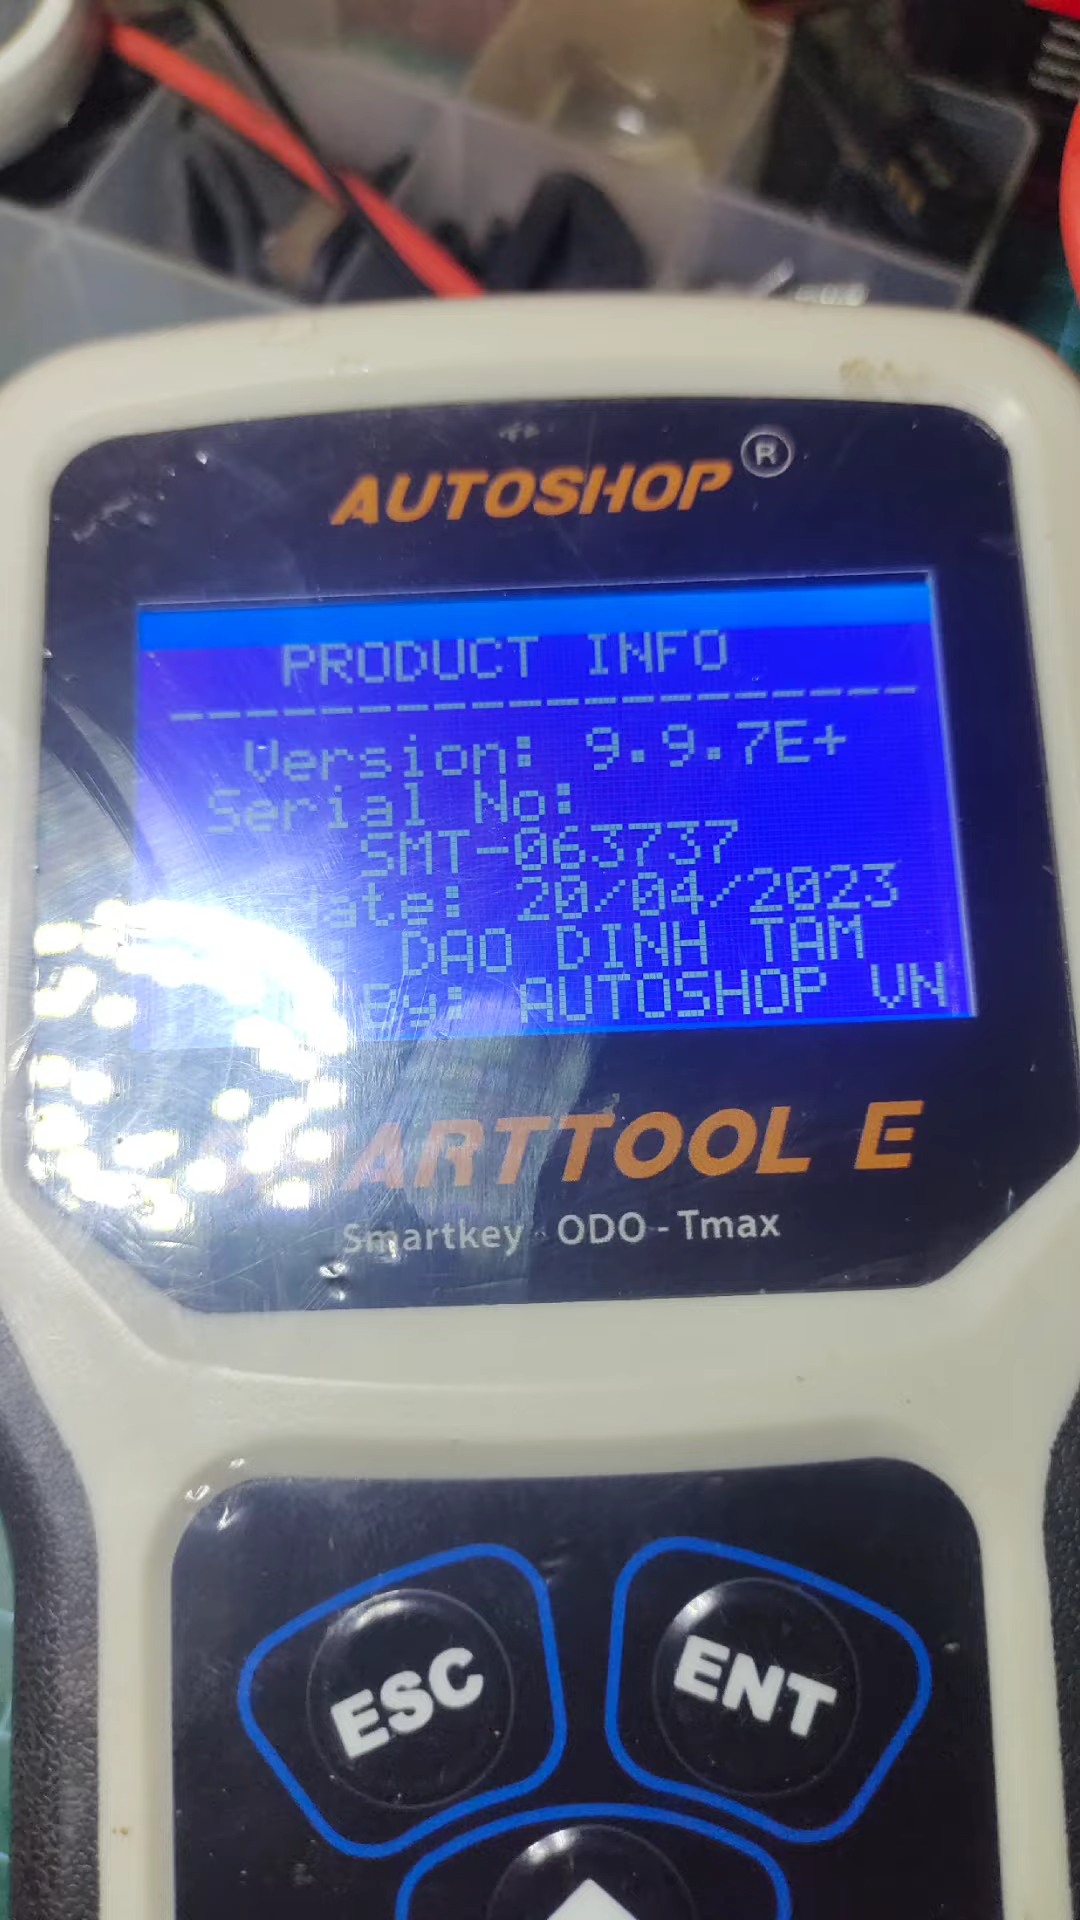 AUTOSHOP ®
PRODUCT INFO
--------------------
Version: 9.9.7E+
Serial No:
SMT-063737
20/04/2023
DAO DINH TAM
By: AUTOSHOP VN
SMARTTOOL E
Smartkey - ODO - Tmax
ESC
ENT